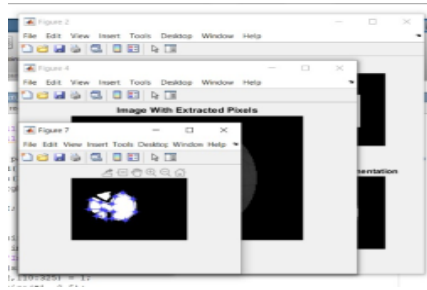 Figure 2
File Edit View Insert Tools Desktop Window Help
Figure 4
File Edit View Insert Tools Desktop Window Help
Image With Extracted Pixels
Figure 7
File Edit View Insert Tools Desktop Window Help
entation